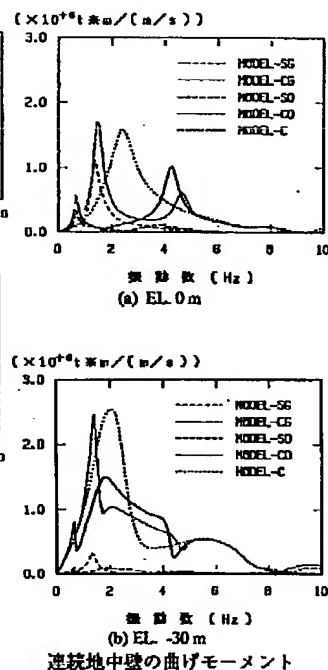 (×10⁺⁶t※m/(m/s))
3.0
2.0
1.0
0.0
MODEL-SG
MODEL-CG
MODEL-SO
MODEL-CO
MODEL-C
0 2 4 6 8 10
振動数 (Hz)
(a) EL. 0 m
(×10⁺⁶t※m/(m/s))
3.0
2.0
1.0
0.0
MODEL-SG
MODEL-CG
MODEL-SO
MODEL-CO
MODEL-C
0 2 4 6 8 10
振動数 (Hz)
(b) EL. -30 m
連続地中壁の曲げモーメント